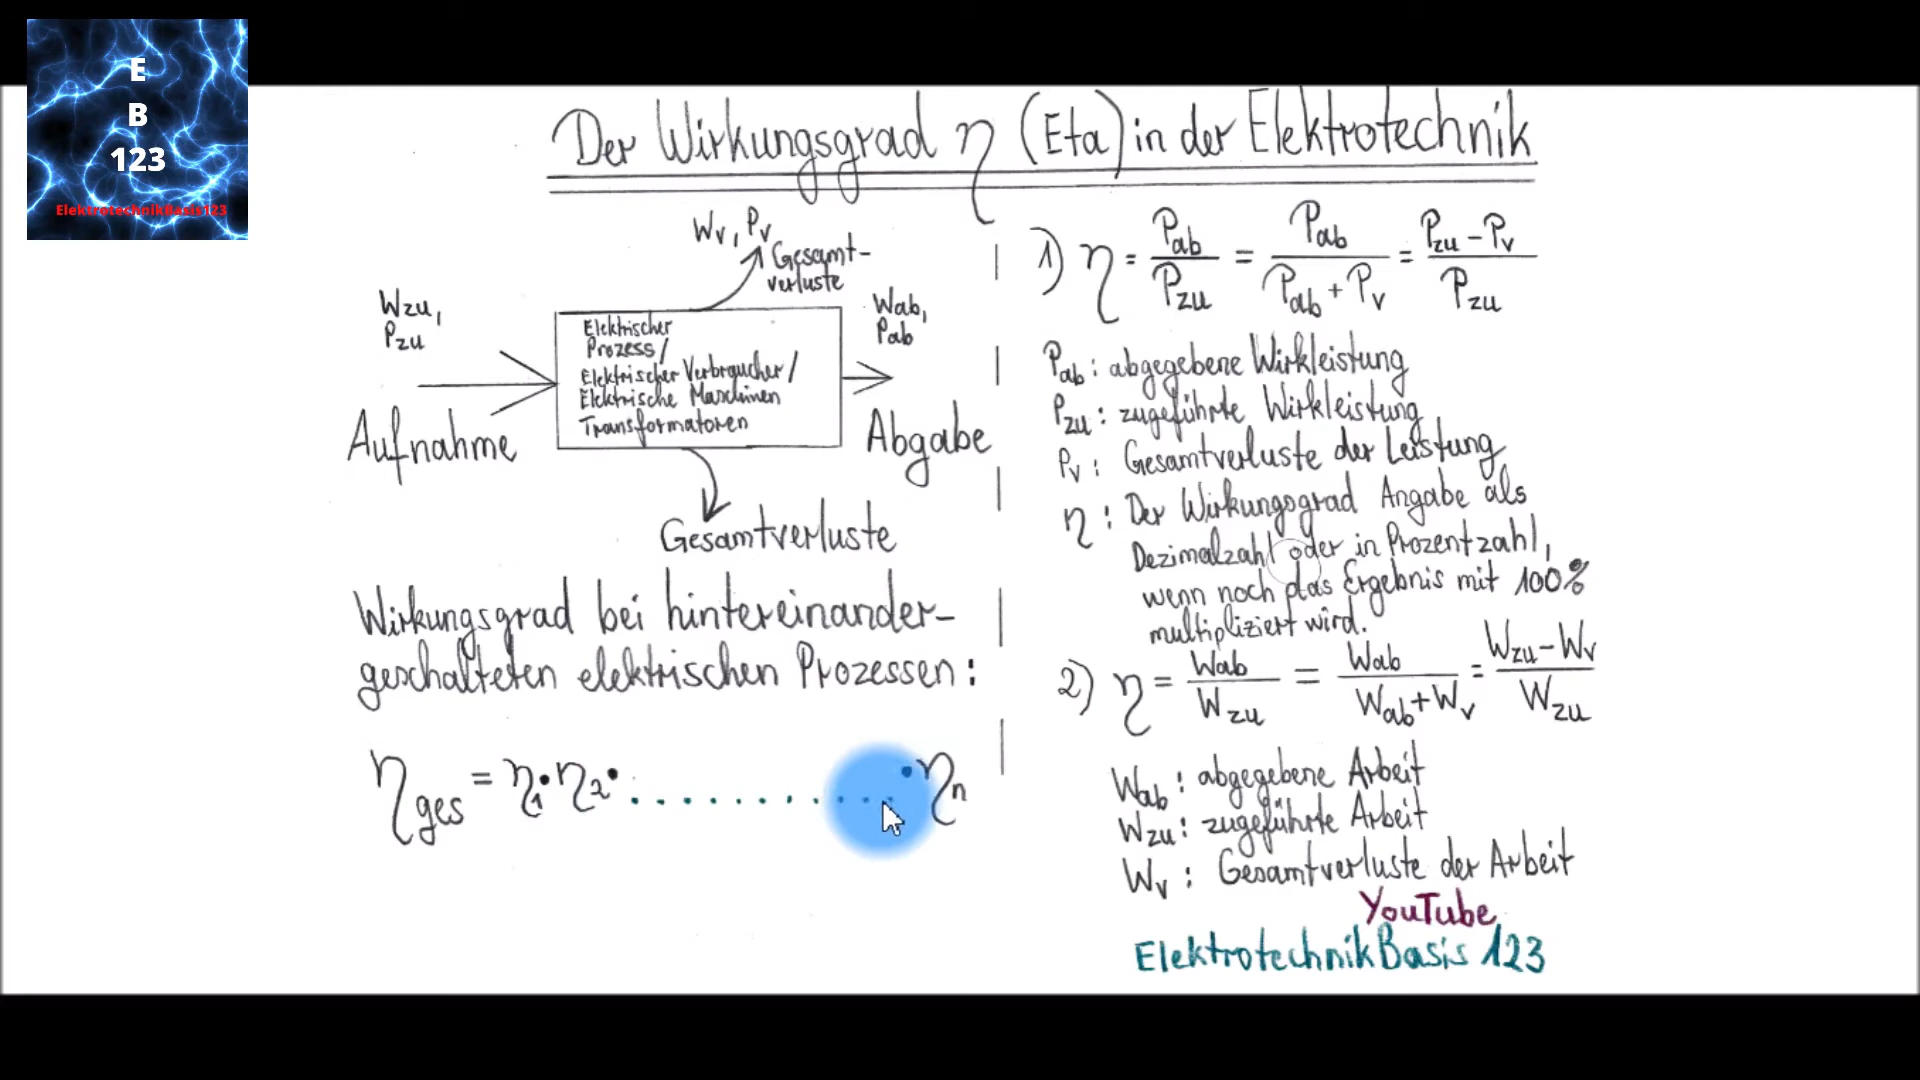 E
B
123
ElektrotechnikBasis123
Der Wirkungsgrad η (Eta) in der Elektrotechnik
Wv, Pv
Gesamt-
verluste
Wzu,
Pzu
Aufnahme
Elektrischer
Prozess/
Elektrischer Verbraucher/
Elektrische Maschinen
Transformatoren
Wab,
Pab
Abgabe
Gesamtverluste
Wirkungsgrad bei hintereinander-
geschalteten elektrischen Prozessen:
ηges = η1 • η2 • ........... • ηn
1) η = Pab/Pzu = Pab/(Pab + Pv) = (Pzu - Pv)/Pzu
Pab: abgegebene Wirkleistung
Pzu: zugeführte Wirkleistung
Pv: Gesamtverluste der Leistung
η: Der Wirkungsgrad Angabe als
Dezimalzahl oder in Prozentzahl,
wenn noch das Ergebnis mit 100%
multipliziert wird.
2) η = Wab/Wzu = Wab/(Wab + Wv) = (Wzu - Wv)/Wzu
Wab: abgegebene Arbeit
Wzu: zugeführte Arbeit
Wv: Gesamtverluste der Arbeit
YouTube
ElektrotechnikBasis 123